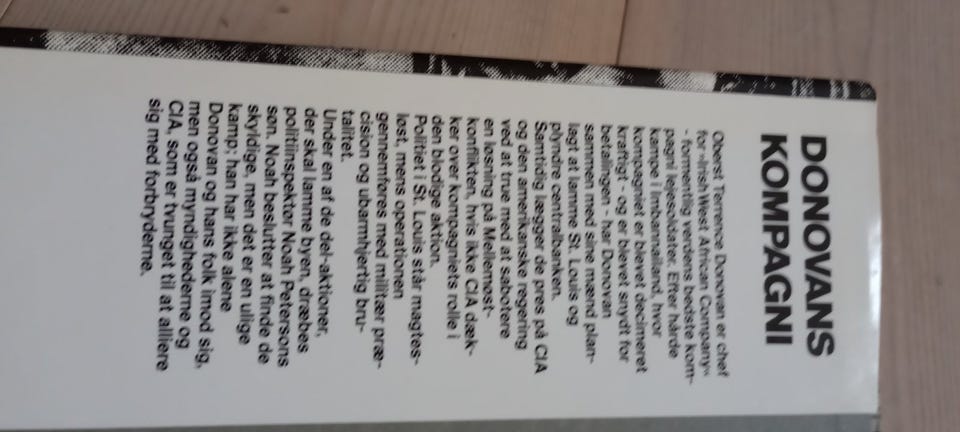 DONOVANS
KOMPAGNI
Oberst Terrence Donovan er chef
for »Irish West African Company«
- formentlig verdens bedste kom-
pagni lejesoldater. Efter hårde
kampe i Imbannaland, hvor
kompagniet er blevet decimeret
kraftigt - og er blevet snydt for
betalingen - har Donovan
sammen med sine mænd plan-
lagt at lamme St. Louis og
plyndre centralbanken.
Samtidig lægger de pres på CIA
og den amerikanske regering
ved at true med at sabotere
en løsning på Mellemøst-
konflikten, hvis ikke CIA dæk-
ker over kompagniets rolle i
den blodige aktion.
Politiet i St. Louis står magtes-
løst, mens operationen
gennemføres med militær præ-
cision og ubarmhjertig bru-
talitet.
Under en af de del-aktioner,
der skal lamme byen, dræbes
politiinspektør Noah Petersons
søn. Noah beslutter at finde de
skyldige, men det er en ulige
kamp; han har ikke alene
Donovan og hans folk imod sig,
men også myndighederne og
CIA, som er tvunget til at alliere
sig med forbryderne.